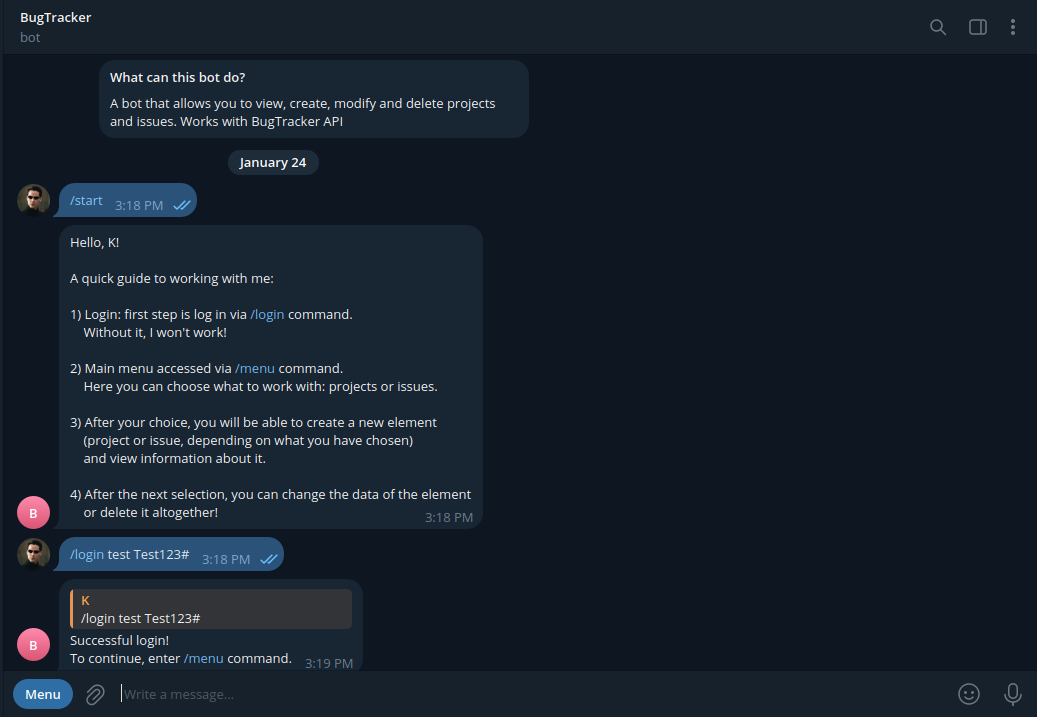 BugTracker
bot
What can this bot do?
A bot that allows you to view, create, modify and delete projects
and issues. Works with BugTracker API
January 24
/start 3:18 PM
Hello, K!
A quick guide to working with me:
1) Login: first step is log in via /login command.
Without it, I won't work!
2) Main menu accessed via /menu command.
Here you can choose what to work with: projects or issues.
3) After your choice, you will be able to create a new element
(project or issue, depending on what you have chosen)
and view information about it.
4) After the next selection, you can change the data of the element
or delete it altogether!
3:18 PM
B
/login test Test123# 3:18 PM
K
/login test Test123#
Successful login!
To continue, enter /menu command. 3:19 PM
B
Menu
Write a message...